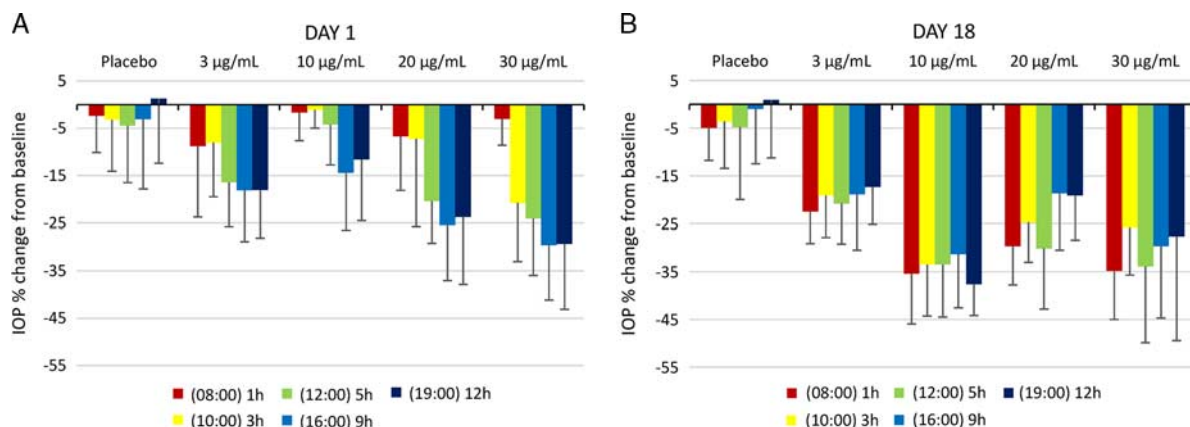 A
DAY 1
Placebo 3 µg/mL 10 µg/mL 20 µg/mL 30 µg/mL
IOP % change from baseline
5
-5
-15
-25
-35
-45
-55
(08:00) 1h (12:00) 5h (19:00) 12h
(10:00) 3h (16:00) 9h
B
DAY 18
Placebo 3 µg/mL 10 µg/mL 20 µg/mL 30 µg/mL
IOP % change from baseline
5
-5
-15
-25
-35
-45
-55
(08:00) 1h (12:00) 5h (19:00) 12h
(10:00) 3h (16:00) 9h